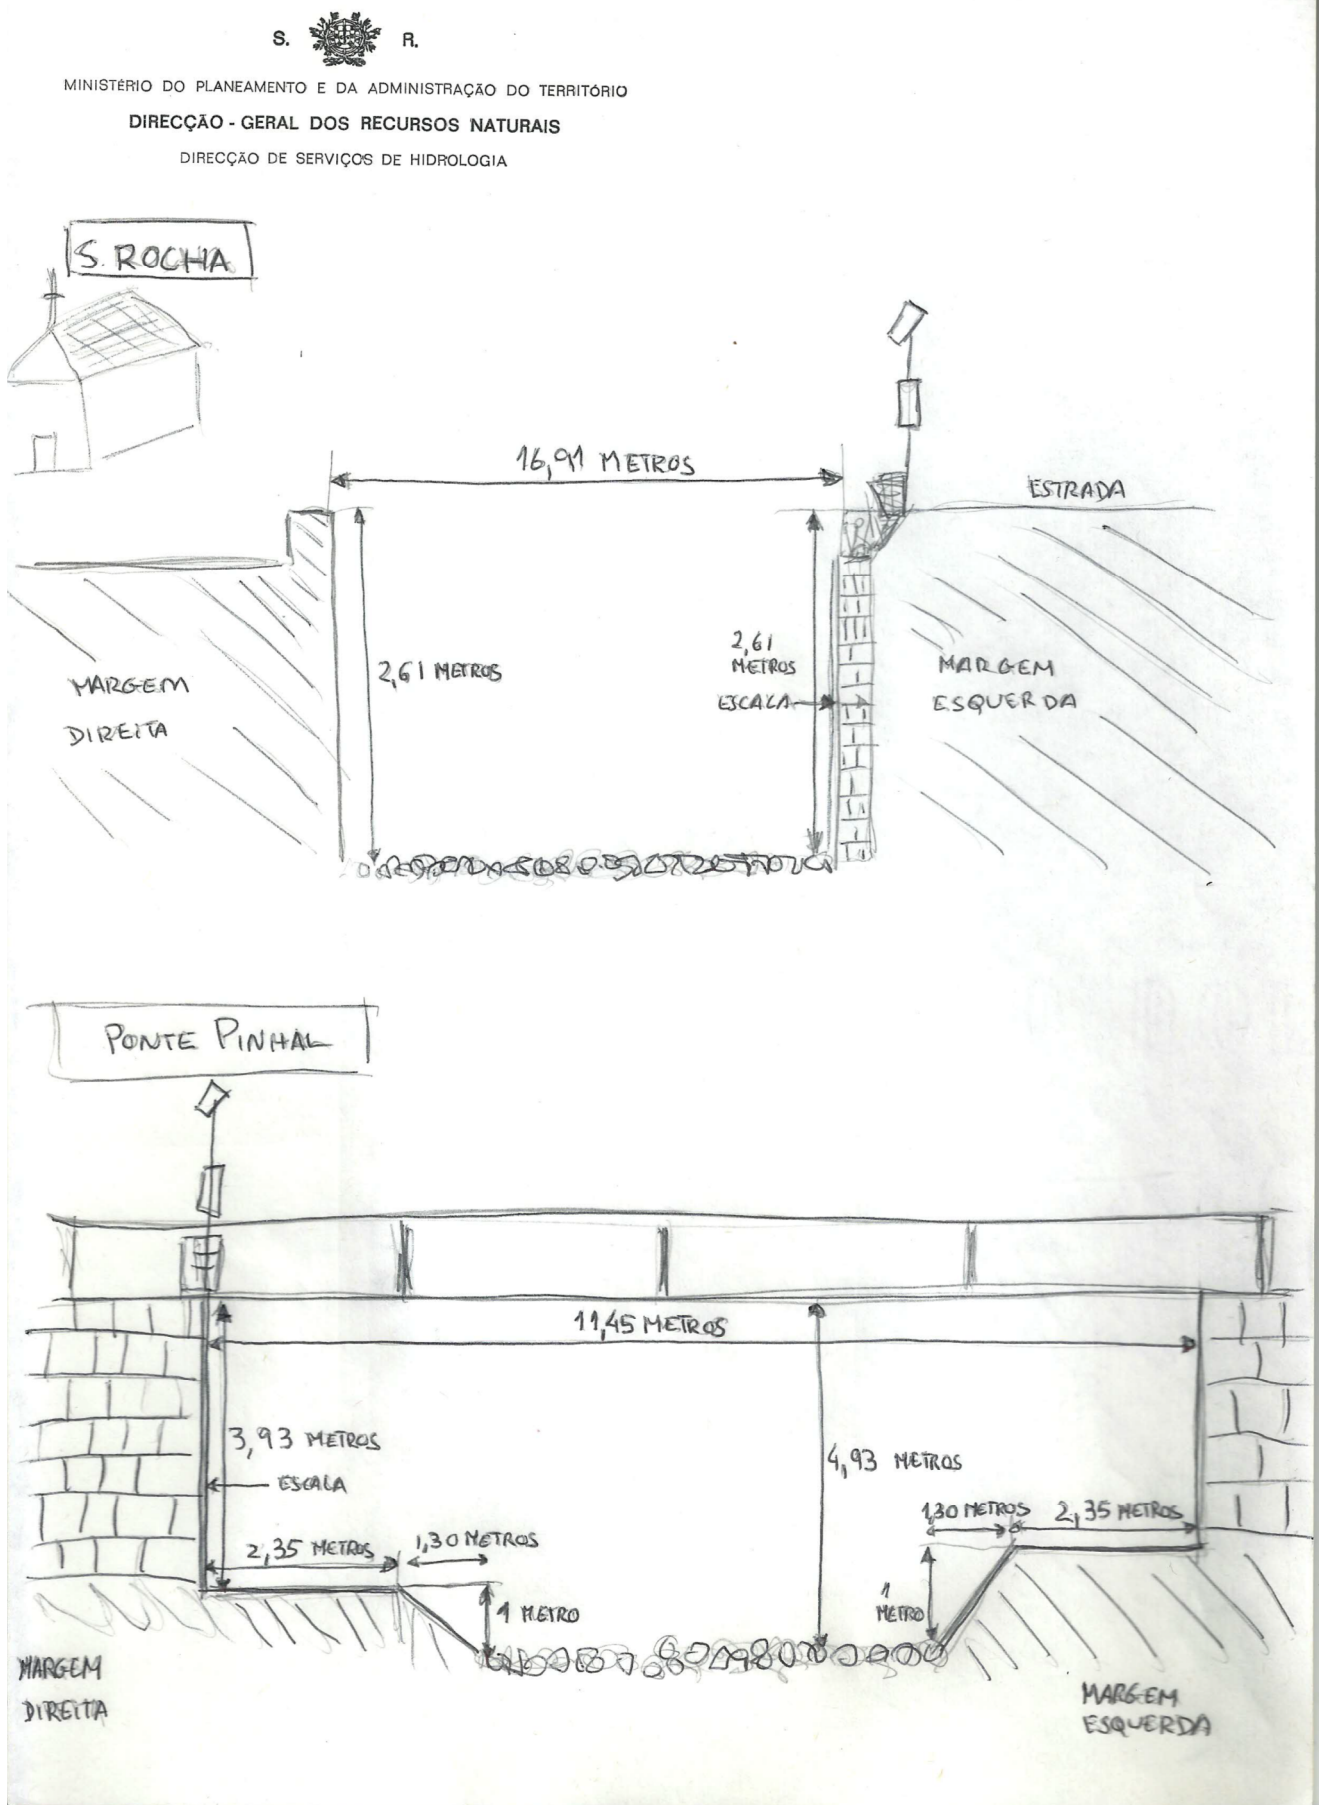 S. R.
MINISTÉRIO DO PLANEAMENTO E DA ADMINISTRAÇÃO DO TERRITÓRIO
DIRECÇÃO - GERAL DOS RECURSOS NATURAIS
DIRECÇÃO DE SERVIÇOS DE HIDROLOGIA
S. ROCHA
16,91 METROS
ESTRADA
2,61 METROS
2,61
METROS
ESCALA
MARGEM
DIREITA
MARGEM
ESQUERDA
PONTE PINHAL
11,45 METROS
3,93 METROS
ESCALA
4,93 METROS
2,35 METROS
1,30 METROS
1 METRO
1,30 METROS
2,35 METROS
1
METRO
MARGEM
DIREITA
MARGEM
ESQUERDA